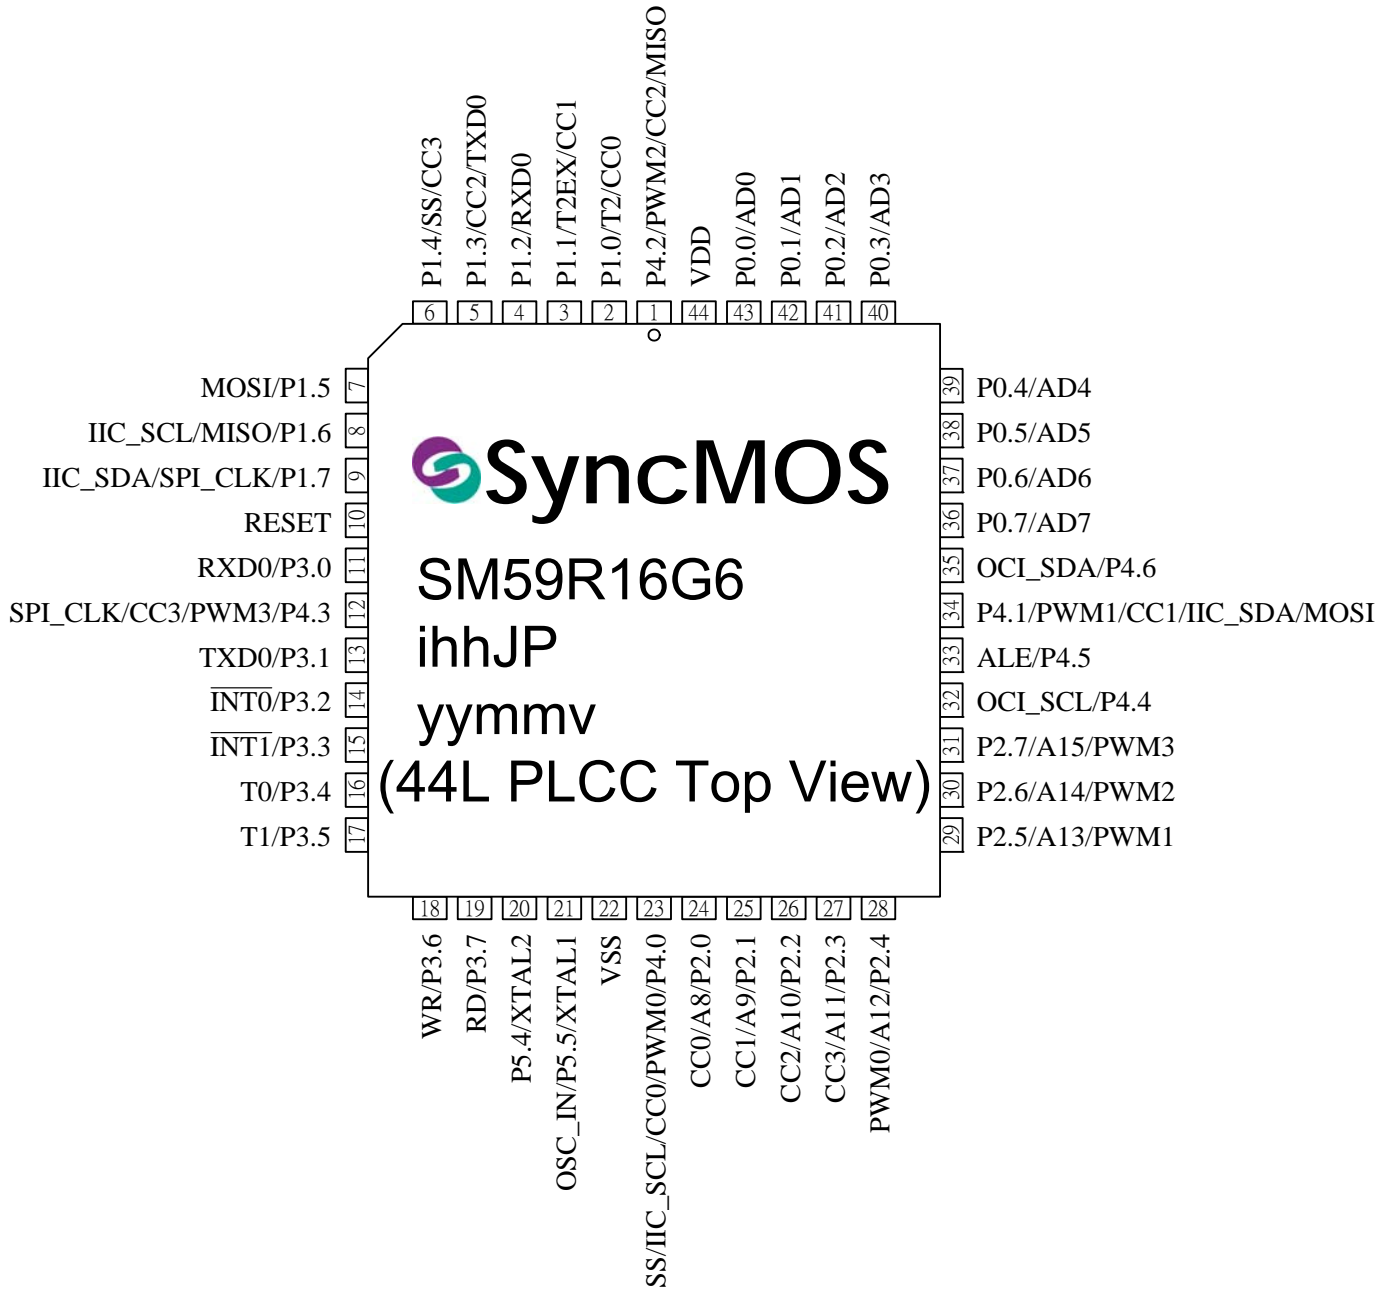 P1.4/SS/CC3
P1.3/CC2/TXD0
P1.2/RXD0
P1.1/T2EX/CC1
P1.0/T2/CC0
P4.2/PWM2/CC2/MISO
VDD
P0.0/AD0
P0.1/AD1
P0.2/AD2
P0.3/AD3
6 5 4 3 2 1 44 43 42 41 40
MOSI/P1.5 7
IIC_SCL/MISO/P1.6 8
IIC_SDA/SPI_CLK/P1.7 9
RESET 10
RXD0/P3.0 11
SPI_CLK/CC3/PWM3/P4.3 12
TXD0/P3.1 13
INT0/P3.2 14
INT1/P3.3 15
T0/P3.4 16
T1/P3.5 17
SyncMOS
SM59R16G6
ihhJP
yymmv
(44L PLCC Top View)
39 P0.4/AD4
38 P0.5/AD5
37 P0.6/AD6
36 P0.7/AD7
35 OCI_SDA/P4.6
34 P4.1/PWM1/CC1/IIC_SDA/MOSI
33 ALE/P4.5
32 OCI_SCL/P4.4
31 P2.7/A15/PWM3
30 P2.6/A14/PWM2
29 P2.5/A13/PWM1
18 19 20 21 22 23 24 25 26 27 28
WR/P3.6
RD/P3.7
P5.4/XTAL2
OSC_IN/P5.5/XTAL1
VSS
SS/IIC_SCL/CC0/PWM0/P4.0
CC0/A8/P2.0
CC1/A9/P2.1
CC2/A10/P2.2
CC3/A11/P2.3
PWM0/A12/P2.4